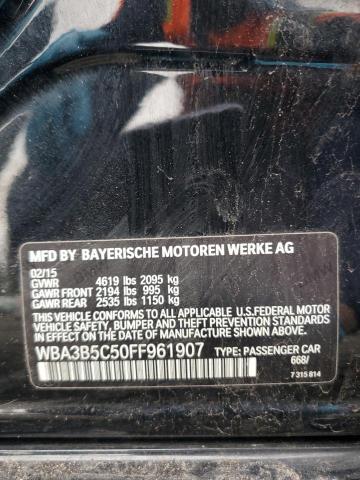 MFD BY BAYERISCHE MOTOREN WERKE AG
02/15
GVWR 4619 lbs 2095 kg
GAWR FRONT 2194 lbs 995 kg
GAWR REAR 2535 lbs 1150 kg
THIS VEHICLE CONFORMS TO ALL APPLICABLE U.S.FEDERAL MOTOR
VEHICLE SAFETY, BUMPER, AND THEFT PREVENTION STANDARDS
IN EFFECT ON THE DATE OF MANUFACTURE SHOWN ABOVE.
WBA3B5C50FF961907 TYPE: PASSENGER CAR
668/
7 315 814